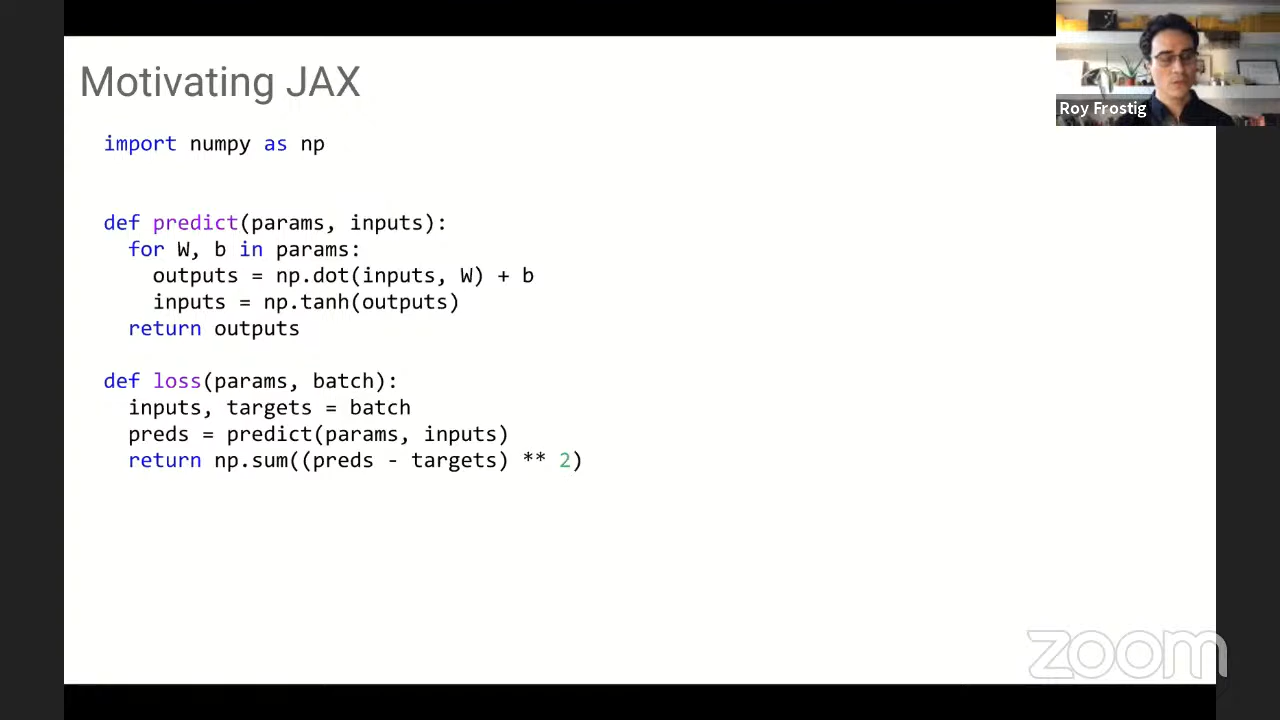 Motivating JAX
Roy Frostig
import numpy as np
def predict(params, inputs):
  for W, b in params:
    outputs = np.dot(inputs, W) + b
    inputs = np.tanh(outputs)
  return outputs
def loss(params, batch):
  inputs, targets = batch
  preds = predict(params, inputs)
  return np.sum((preds - targets) ** 2)
zoom